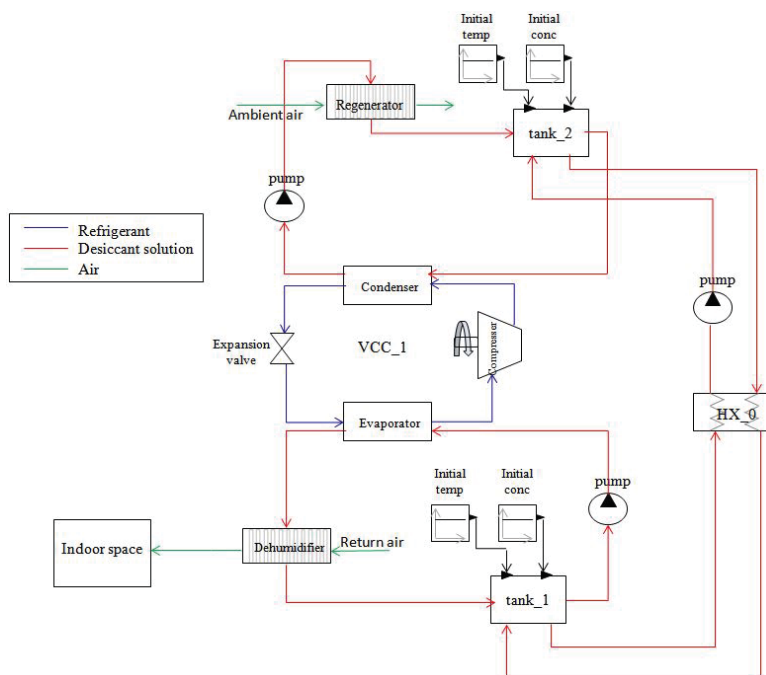 Initial
temp
Initial
conc
Regenerator
Ambient air
tank_2
pump
Refrigerant
Desiccant solution
Air
pump
Condenser
Expansion
valve
VCC_1
Compresser
Evaporator
HX_0
Initial
temp
Initial
conc
pump
Indoor space
Dehumidifier
Return air
tank_1